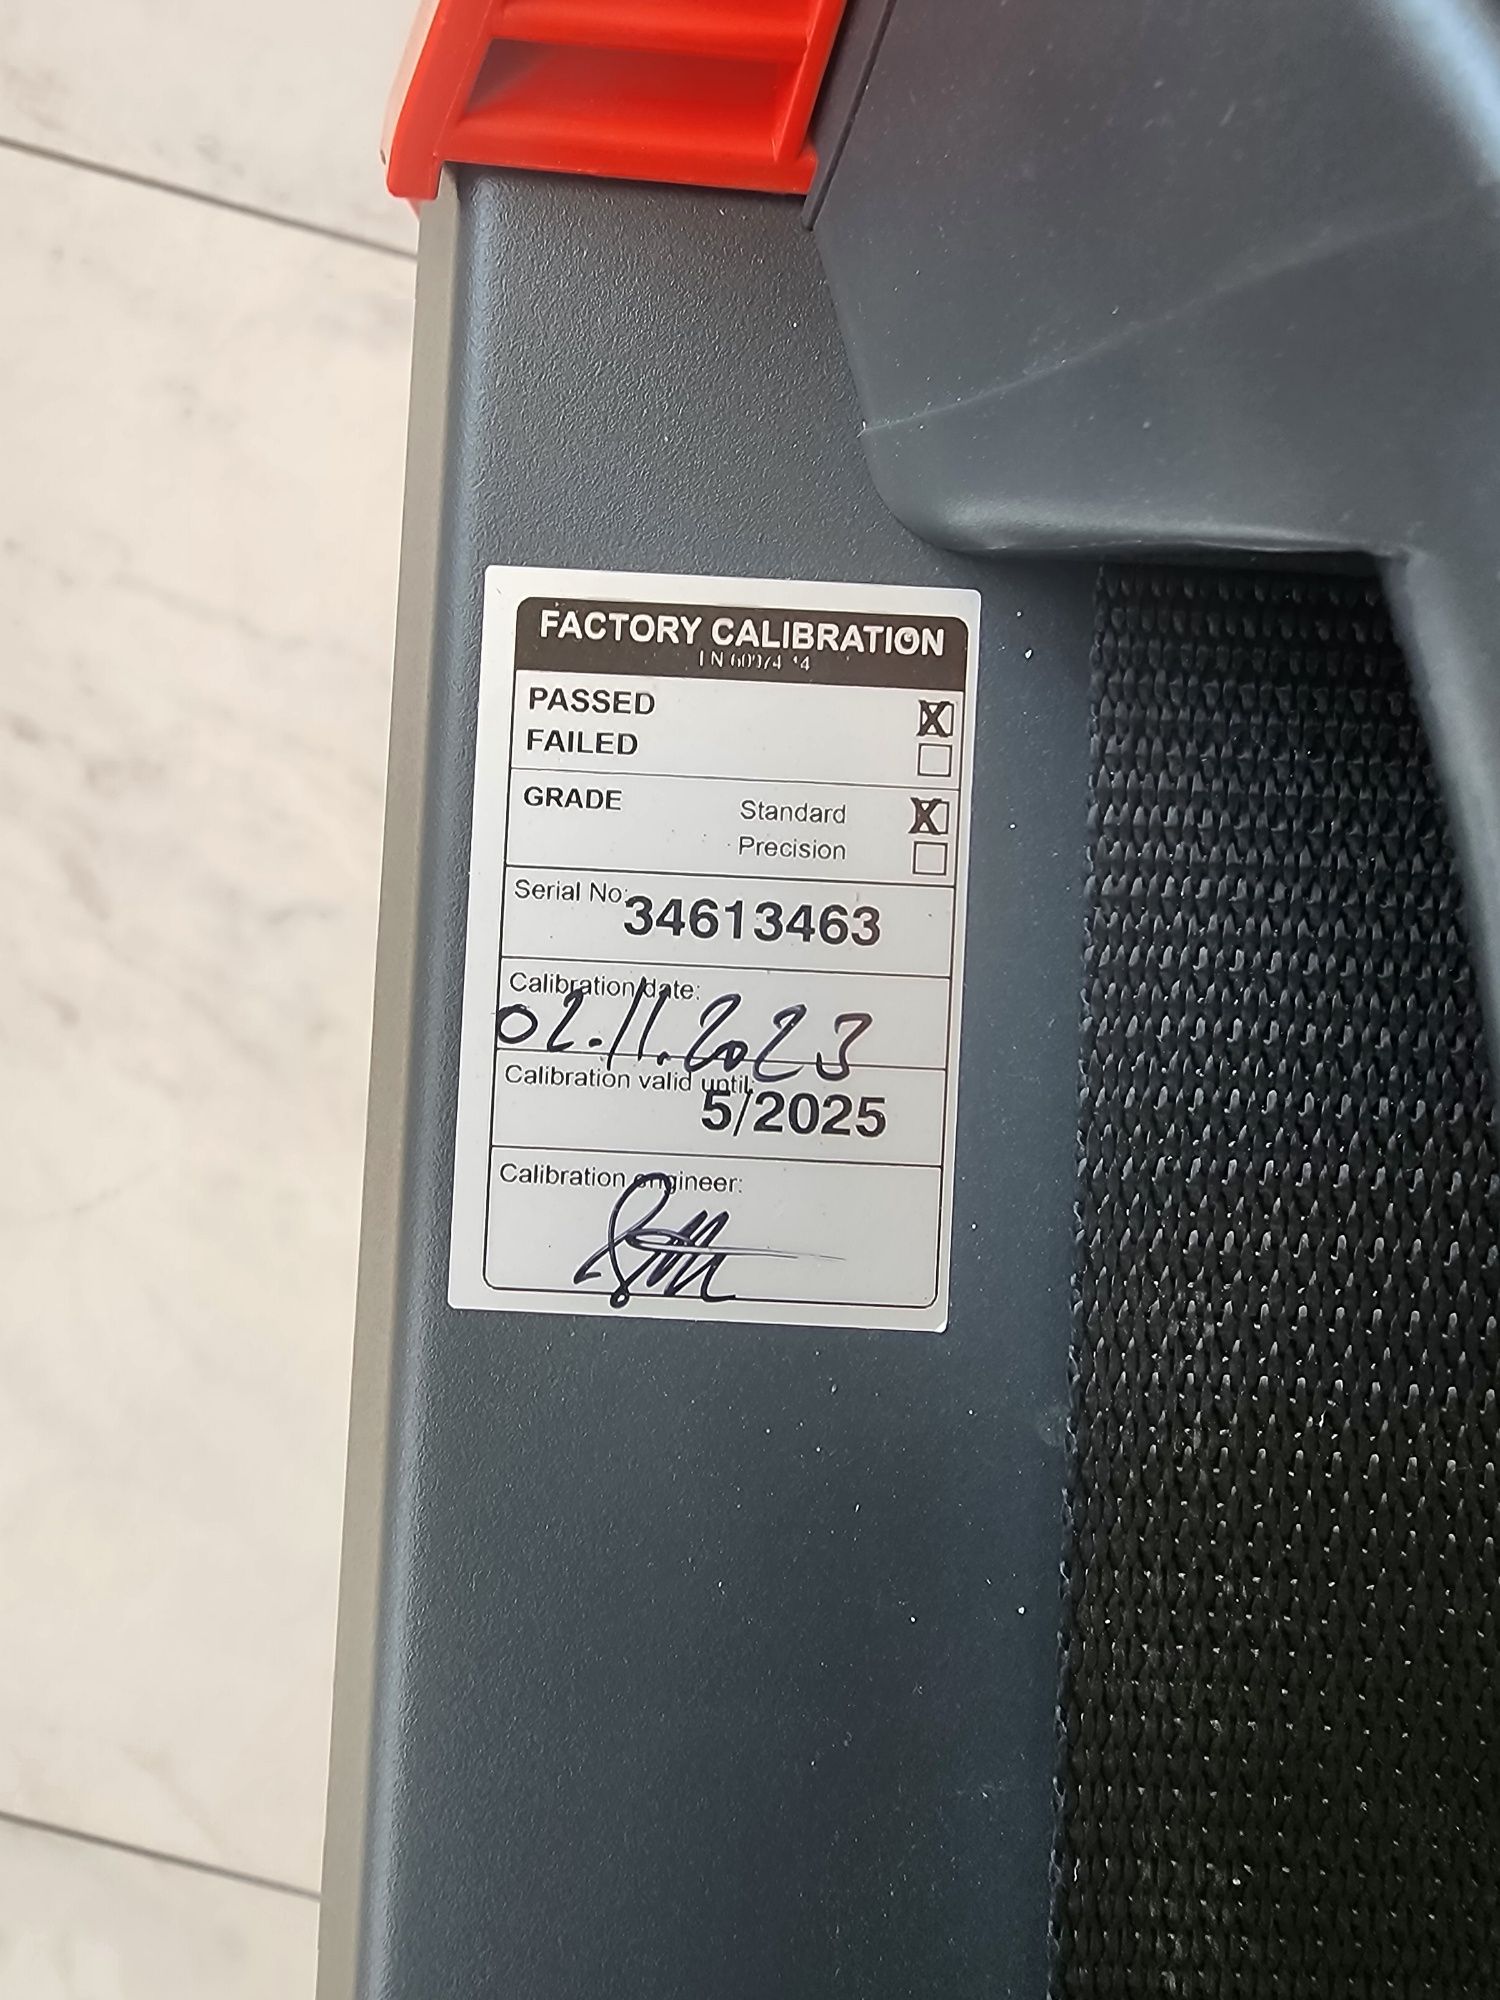 FACTORY CALIBRATION
PASSED X
FAILED
GRADE Standard X
Precision
Serial No: 34613463
Calibration date:
02.11.2023
Calibration valid until:
5/2025
Calibration engineer: